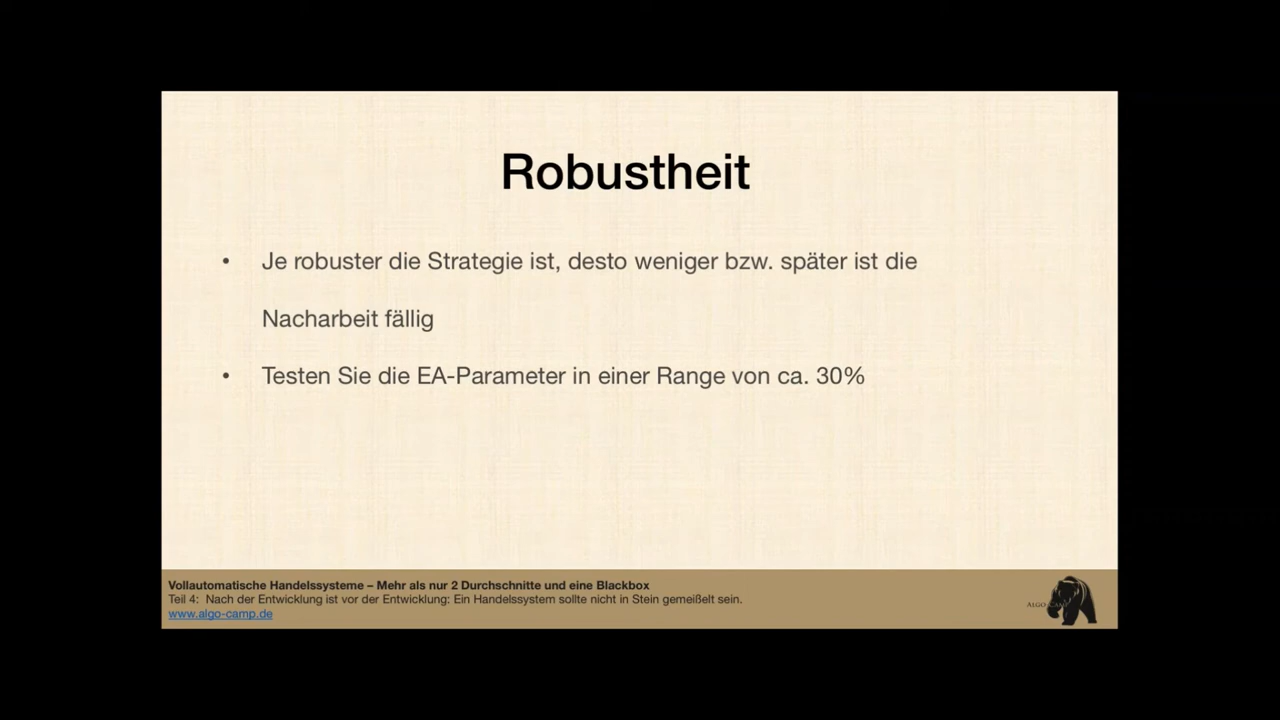 Robustheit
• Je robuster die Strategie ist, desto weniger bzw. später ist die
Nacharbeit fällig
• Testen Sie die EA-Parameter in einer Range von ca. 30%
Vollautomatische Handelssysteme – Mehr als nur 2 Durchschnitte und eine Blackbox
Teil 4: Nach der Entwicklung ist vor der Entwicklung: Ein Handelssystem sollte nicht in Stein gemeißelt sein.
www.algo-camp.de